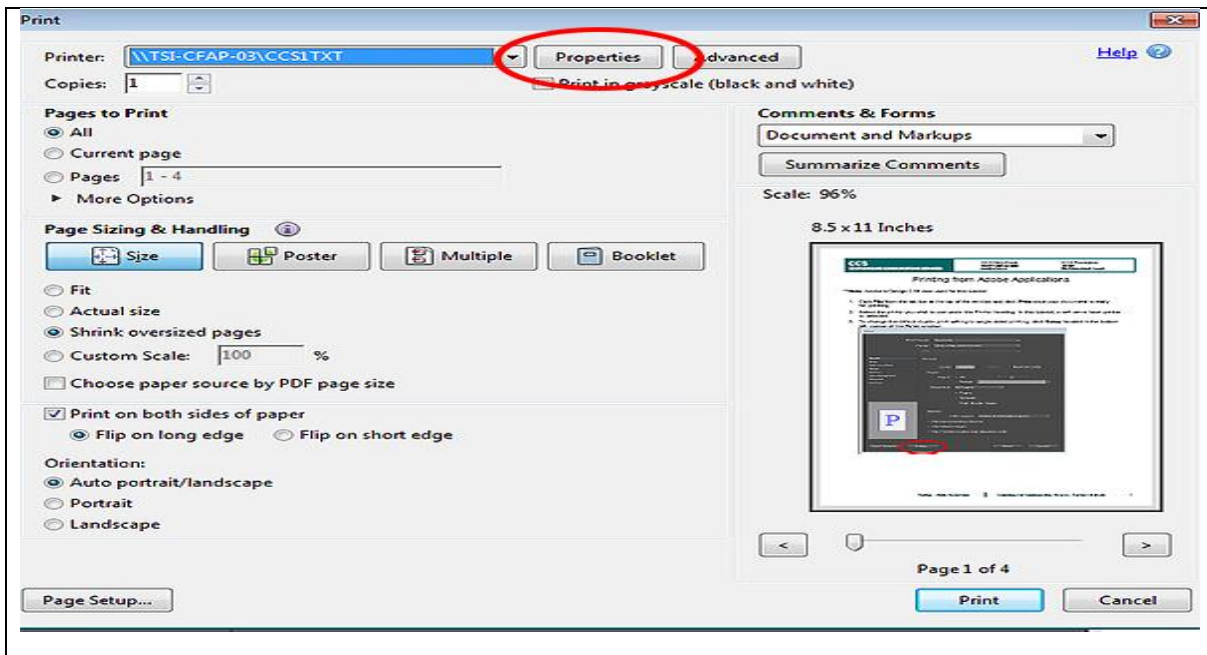 Print
Printer: \\TSI-CFAP-03\CCS1TXT Properties Advanced Help
Copies: 1 Print in grayscale (black and white)
Pages to Print
All
Current page
Pages 1 - 4
More Options
Comments & Forms
Document and Markups
Summarize Comments
Scale: 96%
8.5 x 11 Inches
Page Sizing & Handling
Size Poster Multiple Booklet
Fit
Actual size
Shrink oversized pages
Custom Scale: 100 %
Choose paper source by PDF page size
Print on both sides of paper
Flip on long edge Flip on short edge
Orientation:
Auto portrait/landscape
Portrait
Landscape
CCS
Printing from Adobe Applications
P
< >
Page 1 of 4
Page Setup... Print Cancel